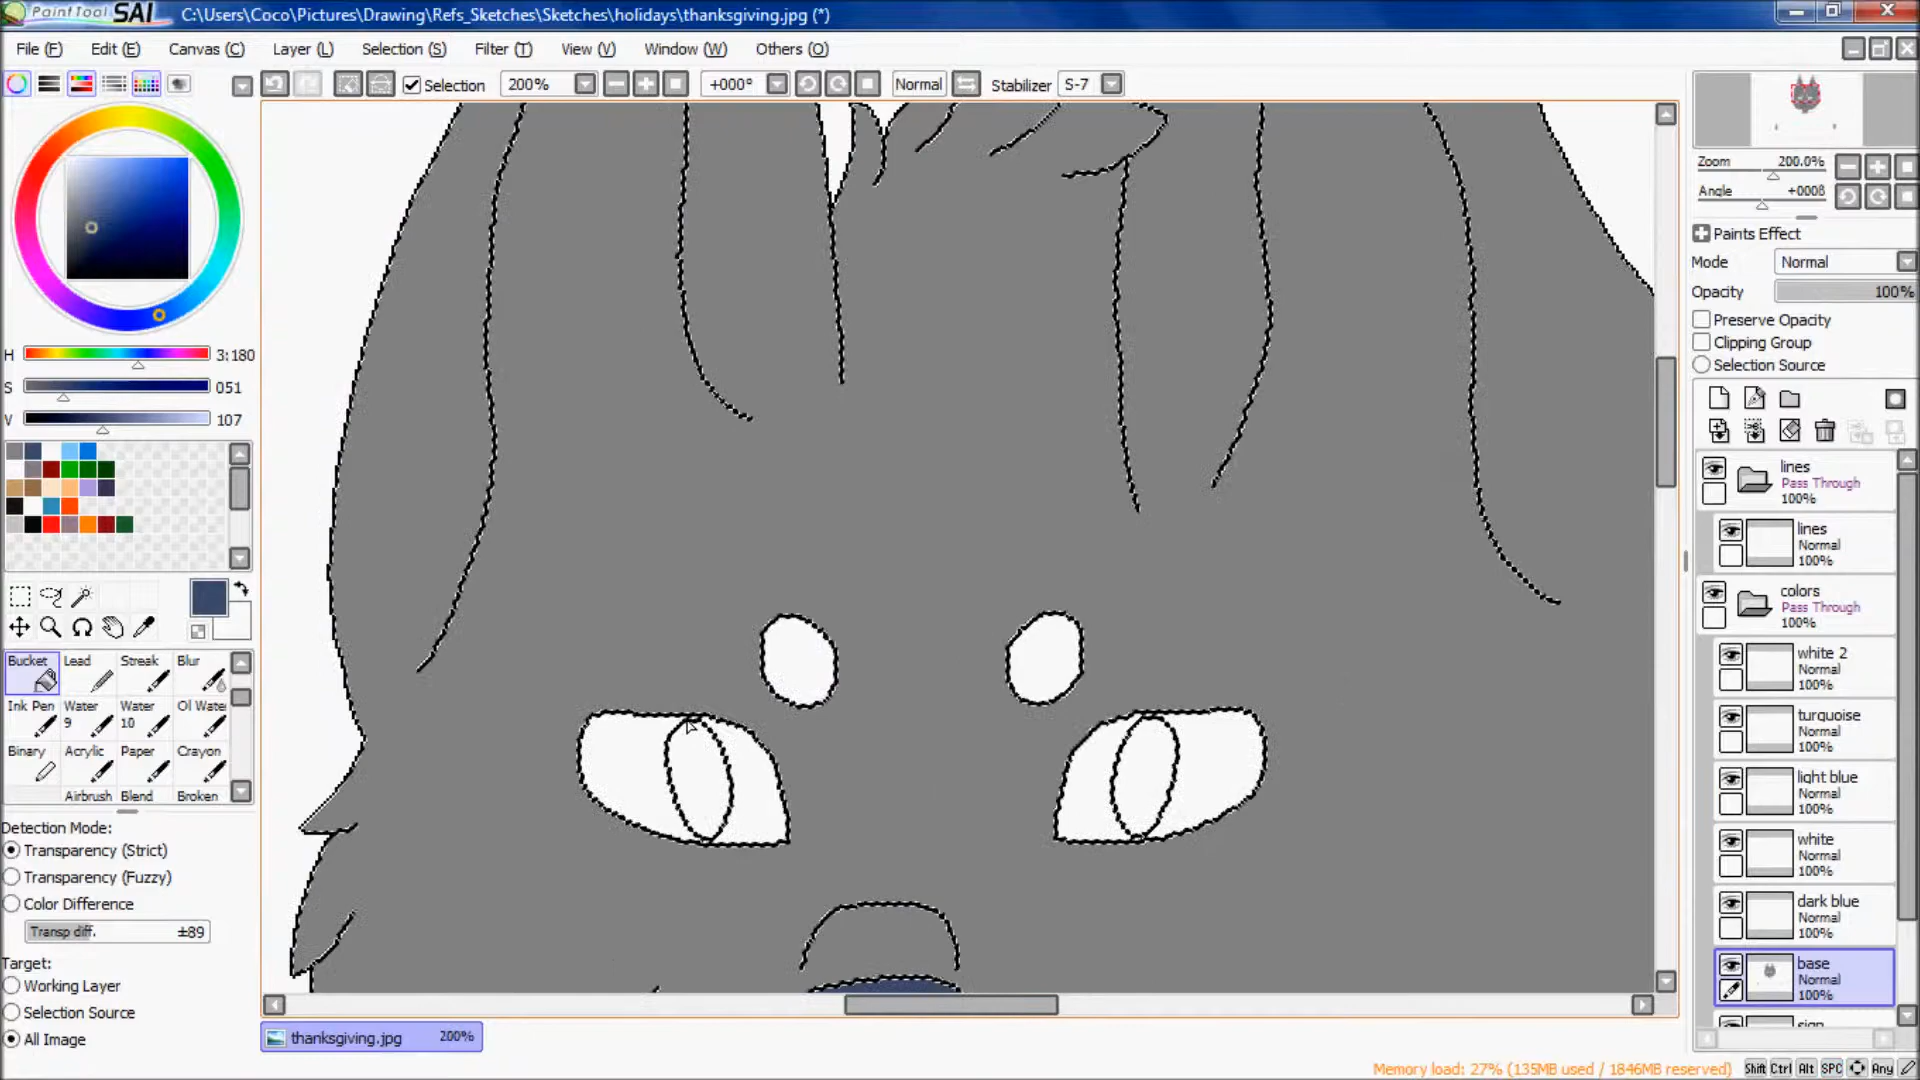 PaintTool SAI C:\Users\Coco\Pictures\Drawing\Refs_Sketches\Sketches\holidays\thanksgiving.jpg (*)
File (F) Edit (E) Canvas (C) Layer (L) Selection (S) Filter (T) View (V) Window (W) Others (O)
Selection 200% +000° Normal Stabilizer S-7
Zoom 200.0%
Angle +0008
Paints Effect
Mode Normal
Opacity 100%
Preserve Opacity
Clipping Group
Selection Source
H 3:180
S 051
V 107
lines
Pass Through
100%
lines
Normal
100%
colors
Pass Through
100%
white 2
Normal
100%
turquoise
Normal
100%
light blue
Normal
100%
white
Normal
100%
dark blue
Normal
100%
base
Normal
100%
sign
Bucket Lead Streak Blur
Ink Pen Water 9 Water 10 Ol Wate
Binary Acrylic Paper Crayon
Airbrush Blend Broken
Detection Mode:
Transparency (Strict)
Transparency (Fuzzy)
Color Difference
Transp diff. ±89
Target:
Working Layer
Selection Source
All Image
thanksgiving.jpg 200%
Memory load: 27% (135MB used / 1846MB reserved) Shift Ctrl Alt SPC Any